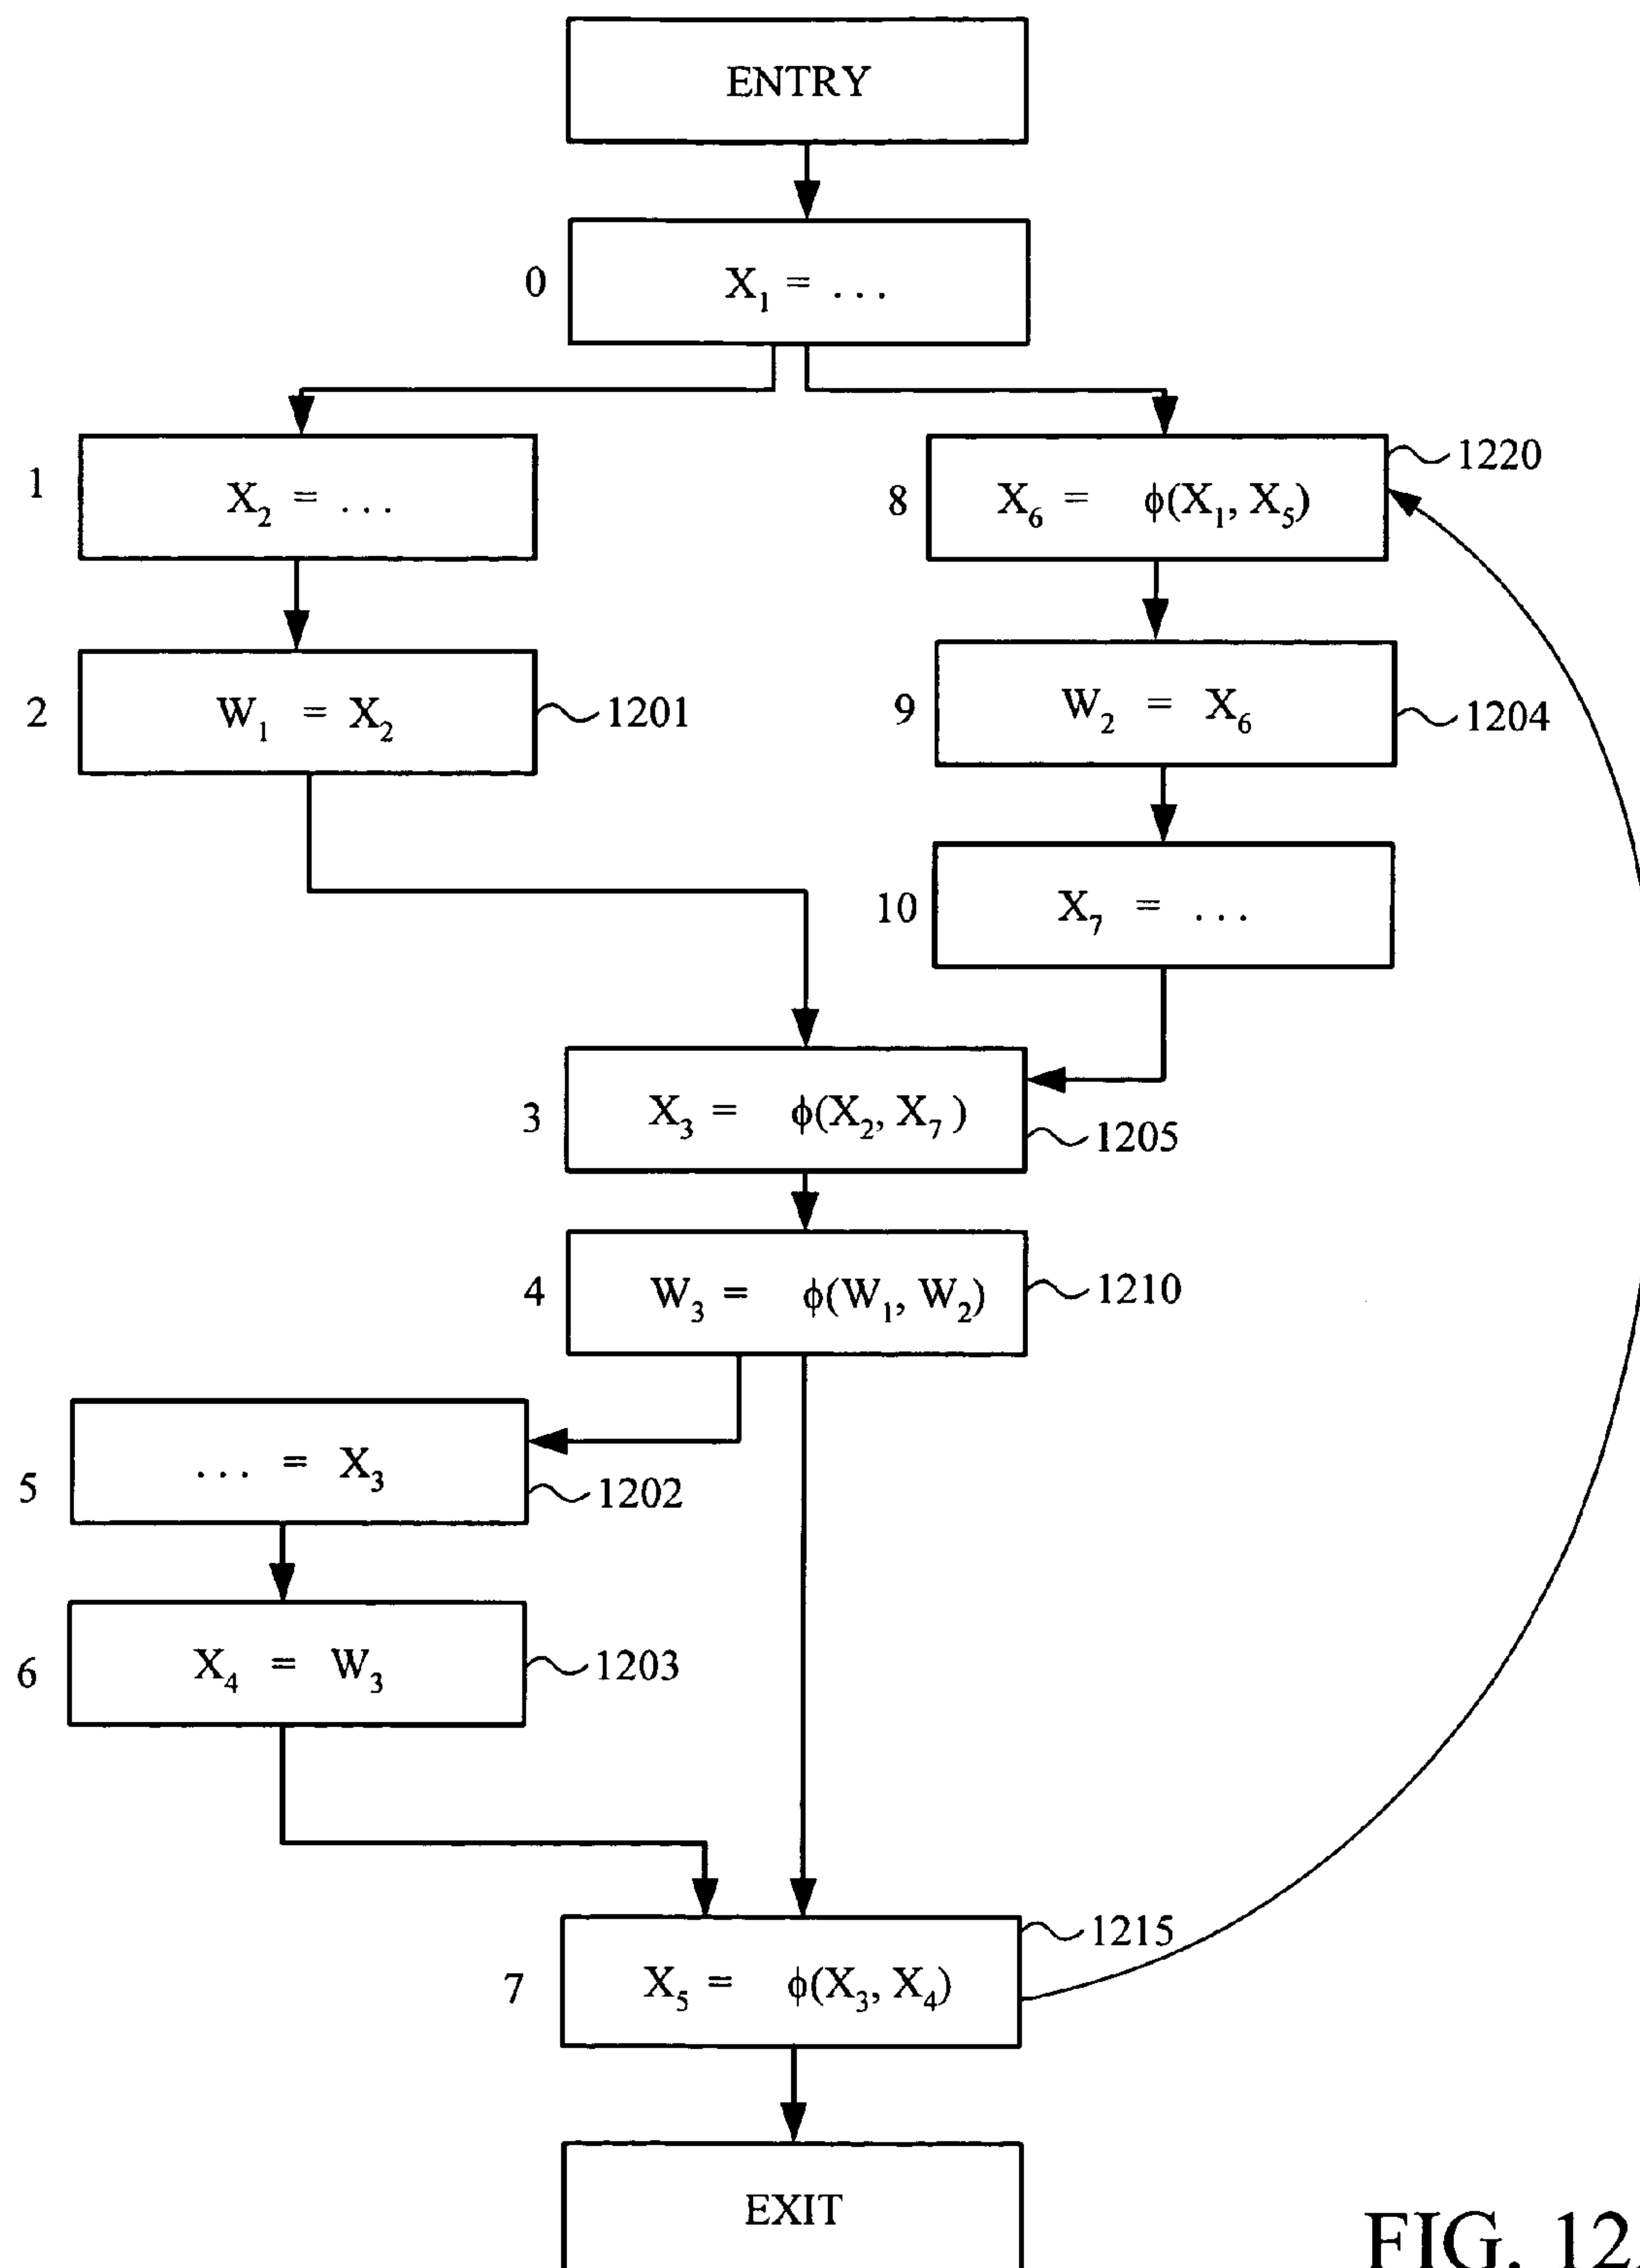 ENTRY
0
X₁ = ...
1
X₂ = ...
8
X₆ = ϕ(X₁, X₅)
1220
2
W₁ = X₂
1201
9
W₂ = X₆
1204
10
X₇ = ...
3
X₃ = ϕ(X₂, X₇)
1205
4
W₃ = ϕ(W₁, W₂)
1210
5
... = X₃
1202
6
X₄ = W₃
1203
7
X₅ = ϕ(X₃, X₄)
1215
EXIT
FIG. 12